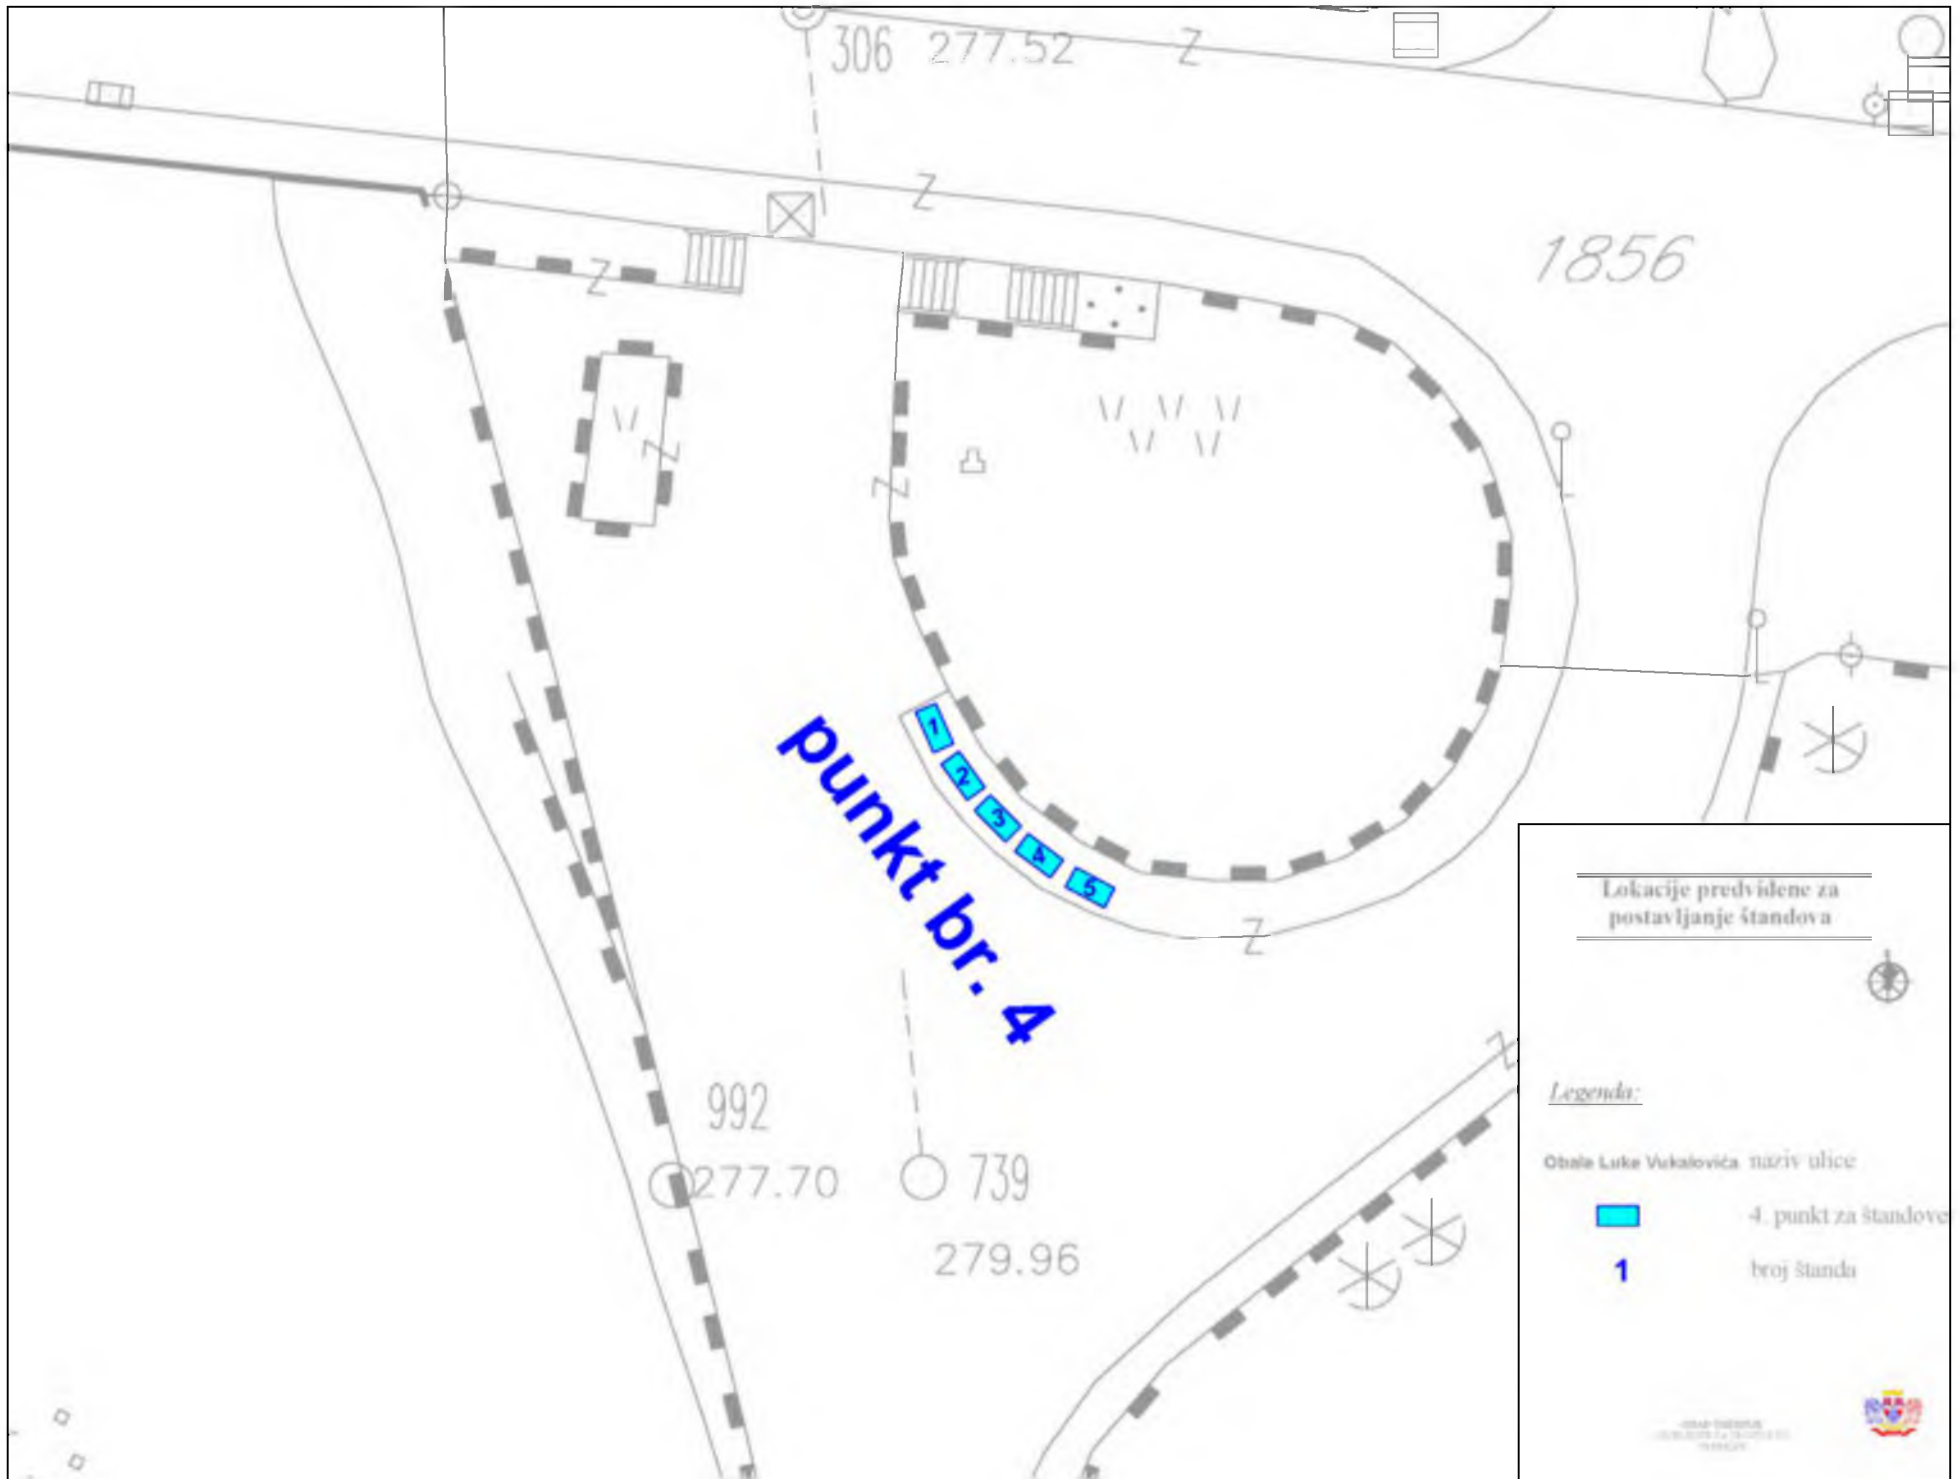 306 277.52
1856
1
2
3
4
5
punkt br. 4
992
277.70
739
279.96
Lokacije predviđene za
postavljanje štandova
Legenda:
Obala Luke Vukalovića naziv ulice
4. punkt za štandove
1 broj štanda